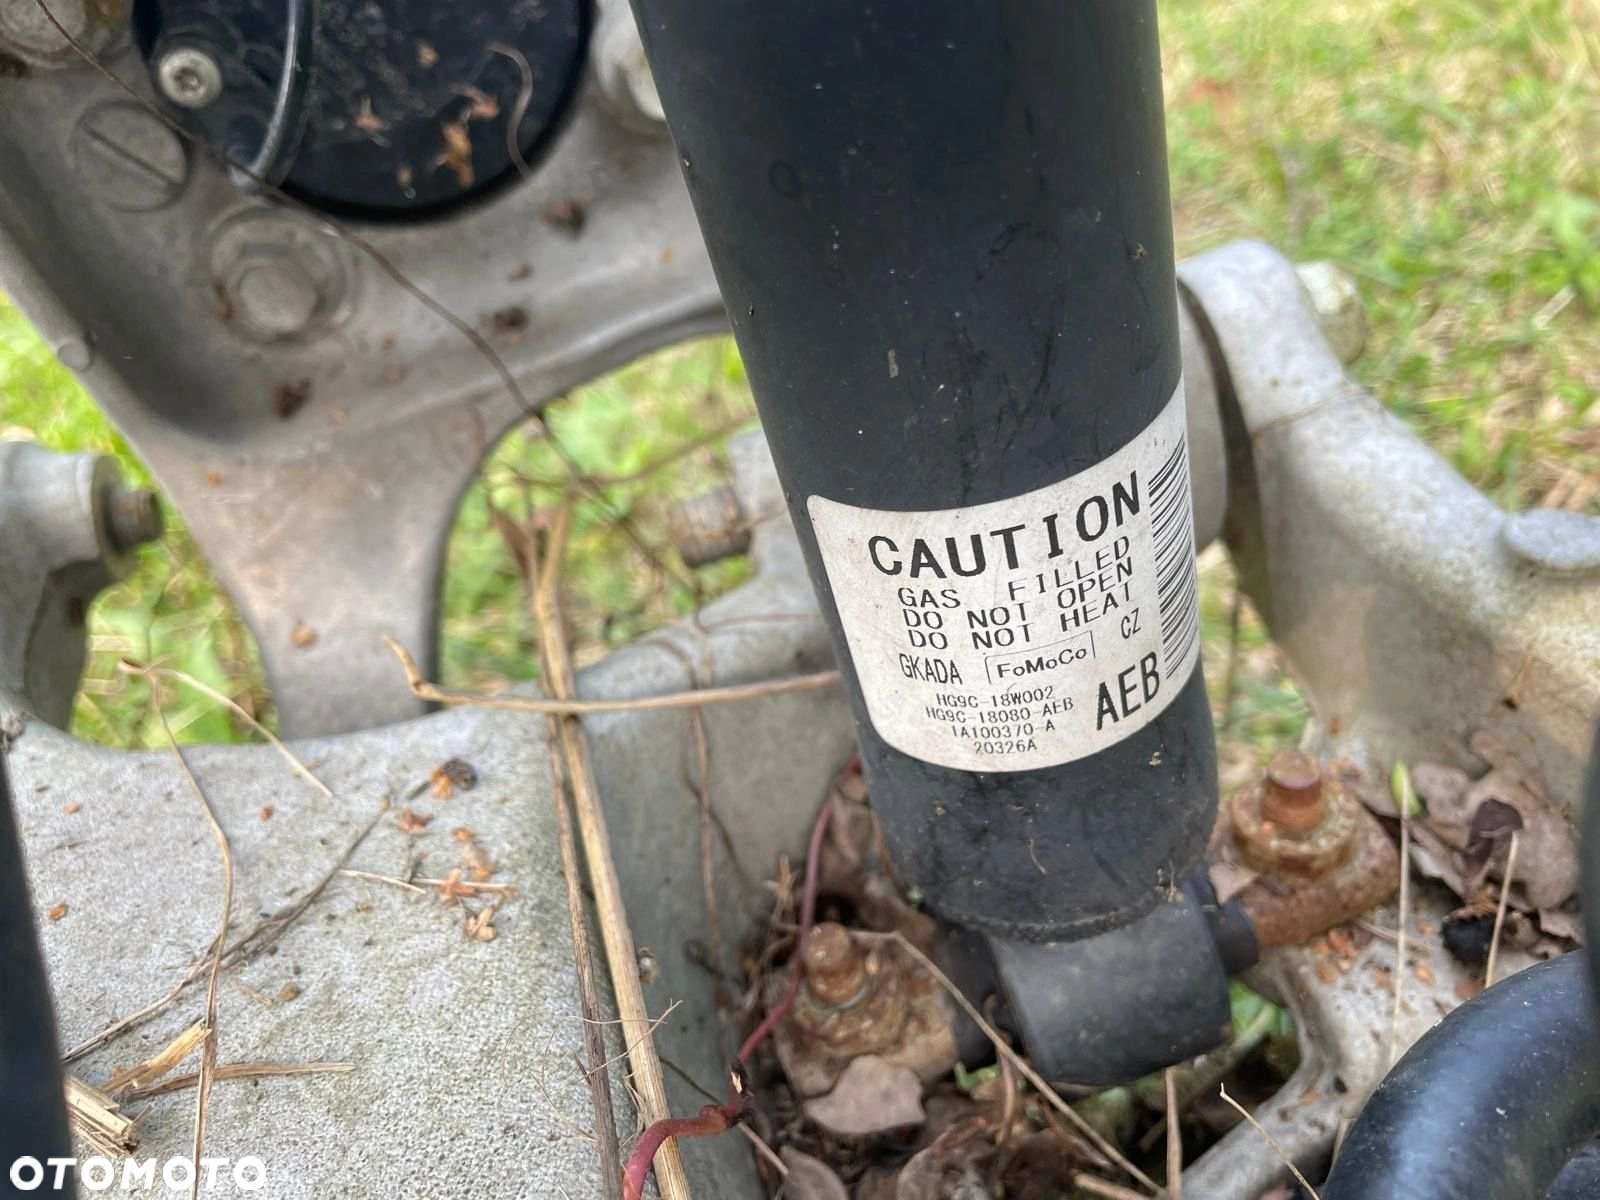 CAUTION
GAS FILLED
DO NOT OPEN
DO NOT HEAT
GKADA FoMoCo CZ
HG9C-18W002
HG9C-18080-AEB
1A100370-A
20326A
AEB
OTOMOTO